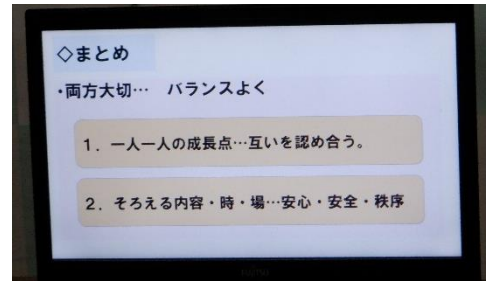 ◇まとめ
・両方大切… バランスよく
1．一人一人の成長点…互いを認め合う。
2．そろえる内容・時・場…安心・安全・秩序